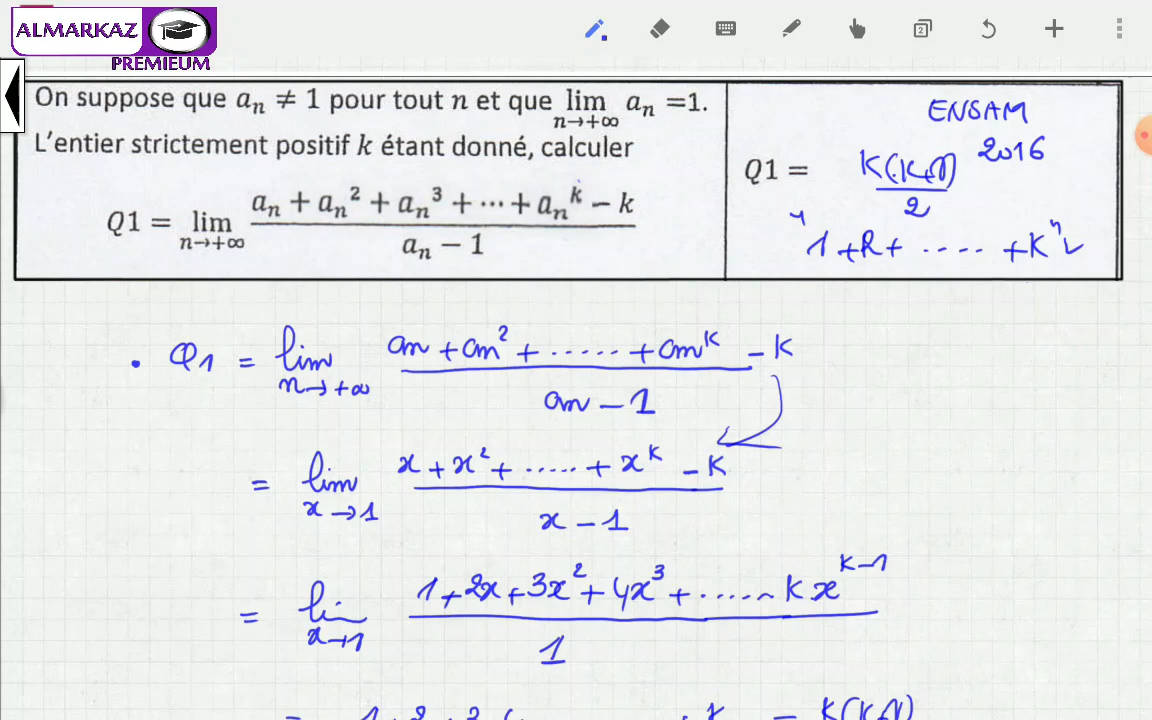 ALMARKAZ
PREMIEUM
On suppose que aₙ ≠ 1 pour tout n et que lim aₙ =1.
n→+∞
L'entier strictement positif k étant donné, calculer
Q1 = lim (aₙ + aₙ² + aₙ³ + ⋯ + aₙᵏ − k) / (aₙ − 1)
n→+∞
ENSAM
2016
Q1 = K(K+1) / 2
"1+2+ ..... +K"
. Q1 = lim (an + an² + ...... + anᵏ - K) / (an - 1)
n→+∞
= lim (x + x² + ..... + xᵏ - K) / (x - 1)
x→1
= lim (1+2x+3x²+4x³+...... K xᵏ⁻¹) / 1
x→1
= K(K+1)